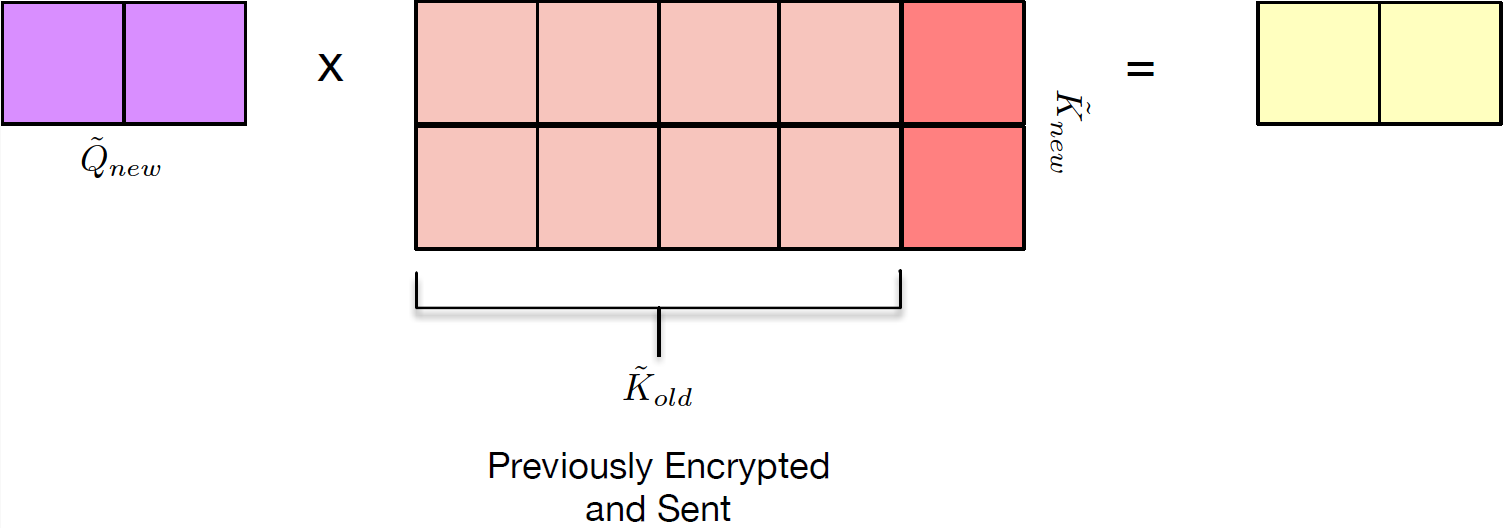 x
=
K̃_new
Q̃_new
K̃_old
Previously Encrypted
and Sent